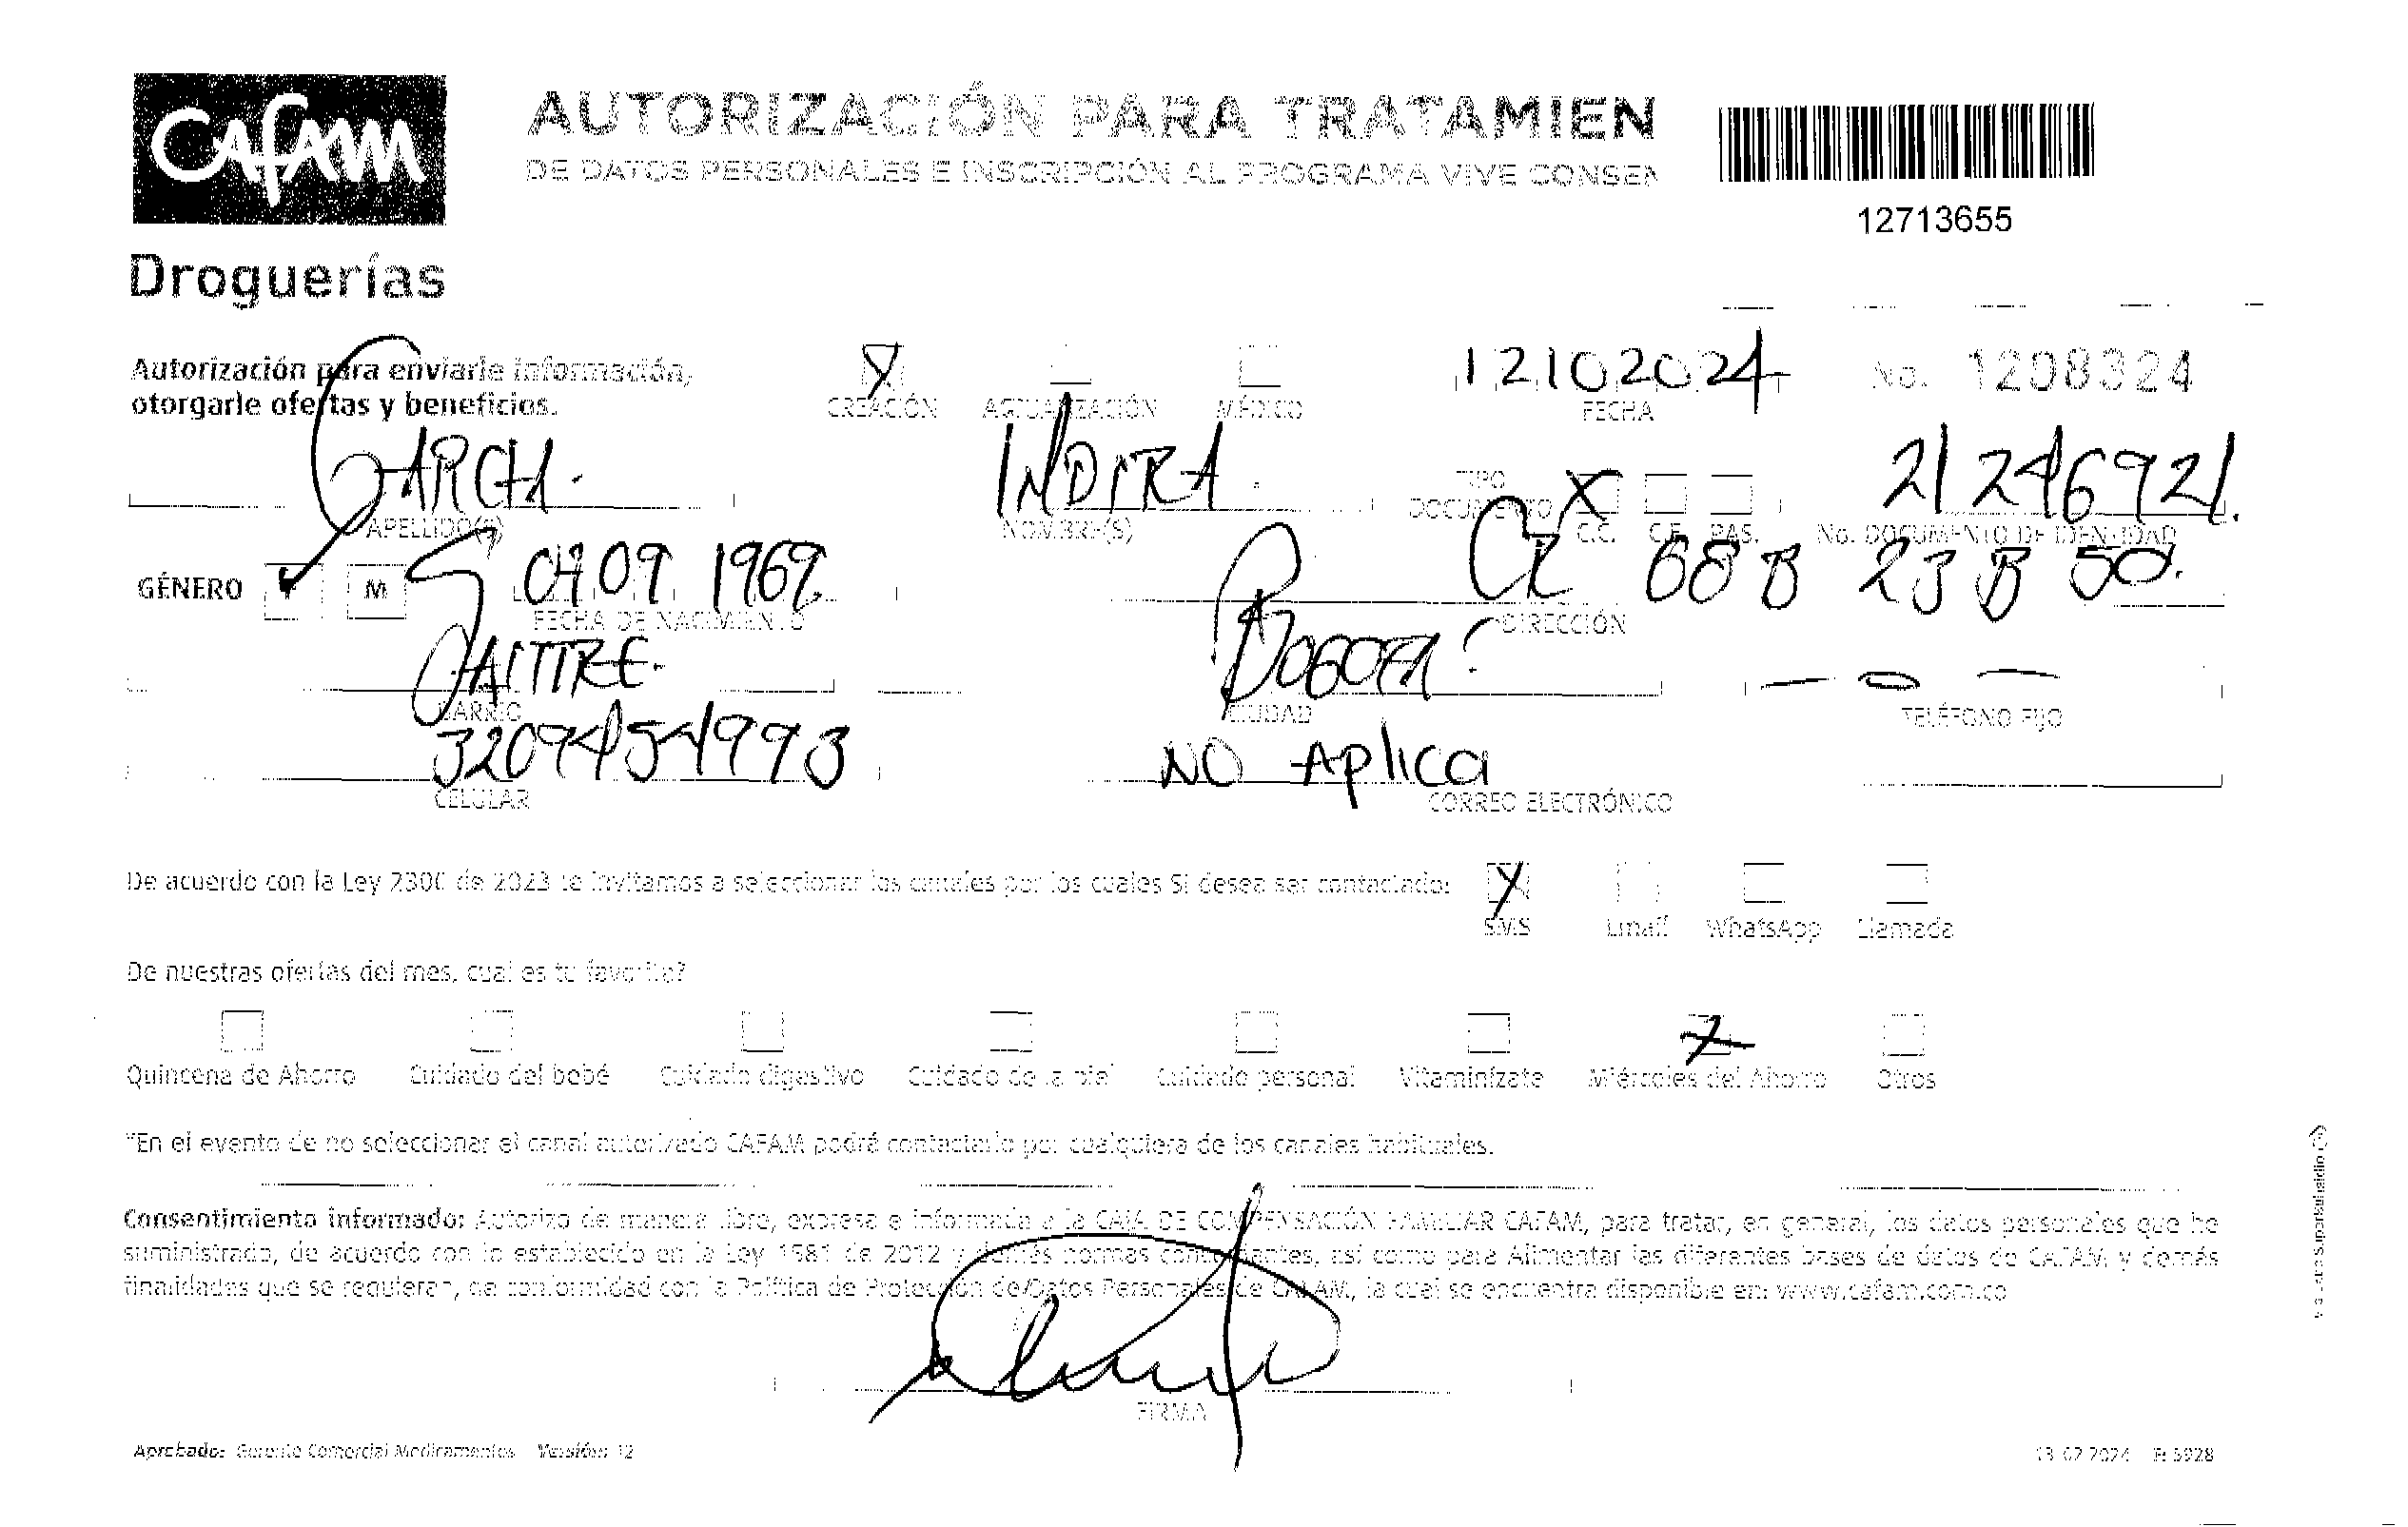 Cafam
AUTORIZACIÓN PARA TRATAMIEN
DE DATOS PERSONALES E INSCRIPCIÓN AL PROGRAMA VIVE CONSEN
12713655
Droguerías
Autorización para enviarle información,
otorgarle ofertas y beneficios.
X
CREACIÓN ACTUALIZACIÓN MÉDICO
12102024
FECHA
No. 1208324
GARCIA.
APELLIDO(S)
INDIRA.
NOMBRE(S)
TIPO
DOCUMENTO
X
C.C. C.E. PAS.
21246921.
No. DOCUMENTO DE IDENTIDAD
GÉNERO F M
04 09 1969
FECHA DE NACIMIENTO
CR 68 B 23 B 50.
DIRECCIÓN
BARRIO
BOGOTA
CIUDAD
— 0 —
TELÉFONO FIJO
3209454993
CELULAR
NO Aplica
CORREO ELECTRÓNICO
De acuerdo con la Ley 2300 de 2023 te invitamos a seleccionar los canales por los cuales Si desea ser contactado:
X
SMS Email WhatsApp Llamada
De nuestras ofertas del mes, cual es tu favorita?
X
Quincena de Ahorro Cuidado del bebé Cuidado digestivo Cuidado de la piel Cuidado personal Vitaminízate Miércoles del Ahorro Otros
*En el evento de no seleccionar el canal autorizado CAFAM podrá contactarlo por cualquiera de los canales habituales.
Consentimiento informado: Autorizo de manera libre, expresa e informada a la CAJA DE COMPENSACIÓN FAMILIAR CAFAM, para tratar, en general, los datos personales que he
suministrado, de acuerdo con lo establecido en la Ley 1581 de 2012 y demás normas concordantes, así como para Alimentar las diferentes bases de datos de CAFAM y demás
finalidades que se requieran, de conformidad con la Política de Protección de Datos Personales de CAFAM, la cual se encuentra disponible en: www.cafam.com.co
FIRMA
Aprobado: Gerente Comercial Medicamentos Versión: 12
13 02 2024 F: 5928